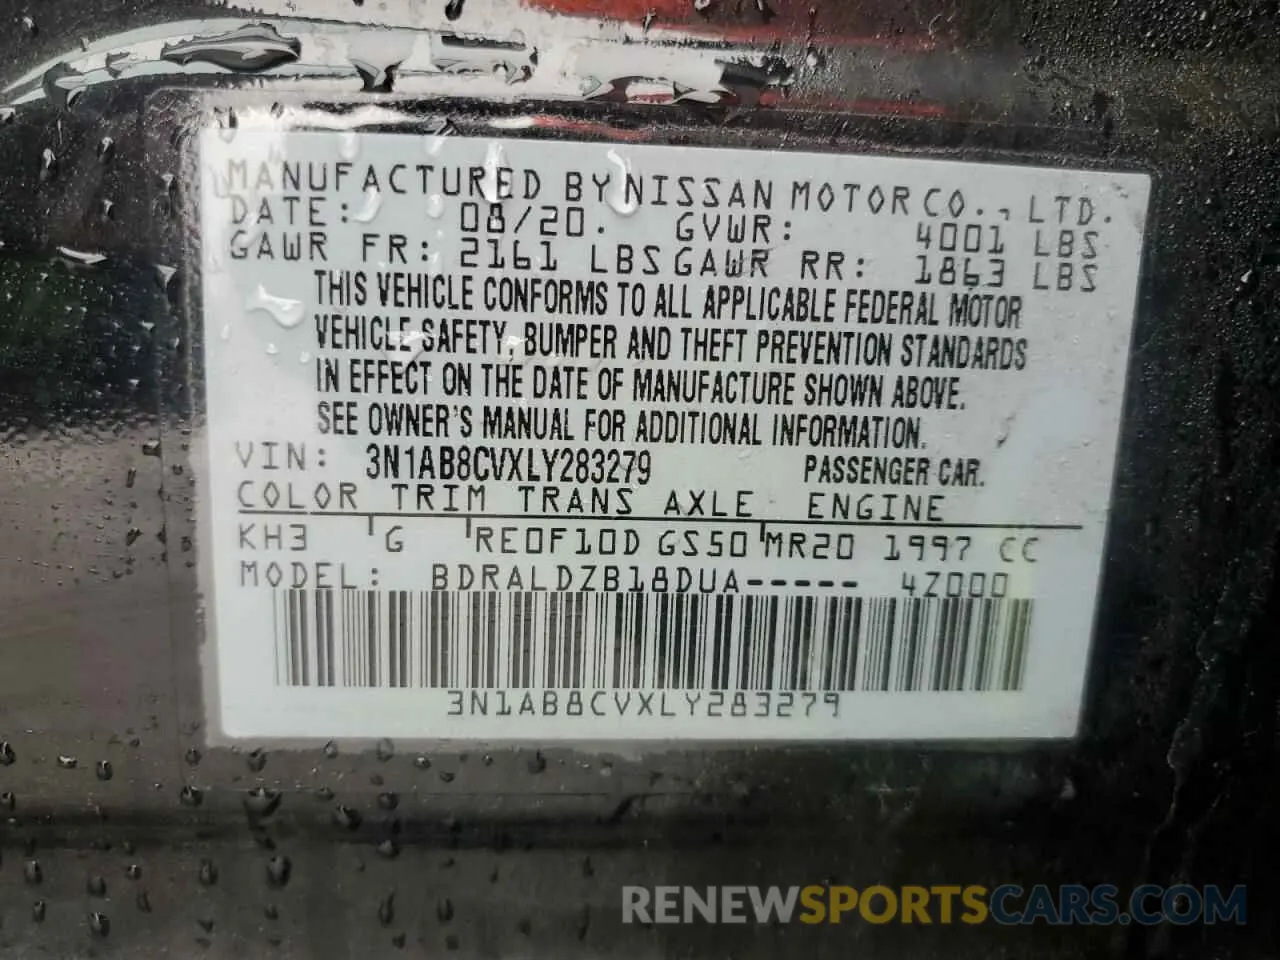 MANUFACTURED BY NISSAN MOTOR CO., LTD.
DATE: 08/20. GVWR: 4001 LBS
GAWR FR: 2161 LBS GAWR RR: 1863 LBS
THIS VEHICLE CONFORMS TO ALL APPLICABLE FEDERAL MOTOR
VEHICLE SAFETY, BUMPER AND THEFT PREVENTION STANDARDS
IN EFFECT ON THE DATE OF MANUFACTURE SHOWN ABOVE.
SEE OWNER'S MANUAL FOR ADDITIONAL INFORMATION.
VIN: 3N1AB8CVXLY283279 PASSENGER CAR.
COLOR TRIM TRANS AXLE ENGINE
KH3 G RE0F10D GS50 MR20 1997 CC
MODEL: BDRALDZB18DUA----- 4Z000
3N1AB8CVXLY283279
RENEWSPORTSCARS.COM